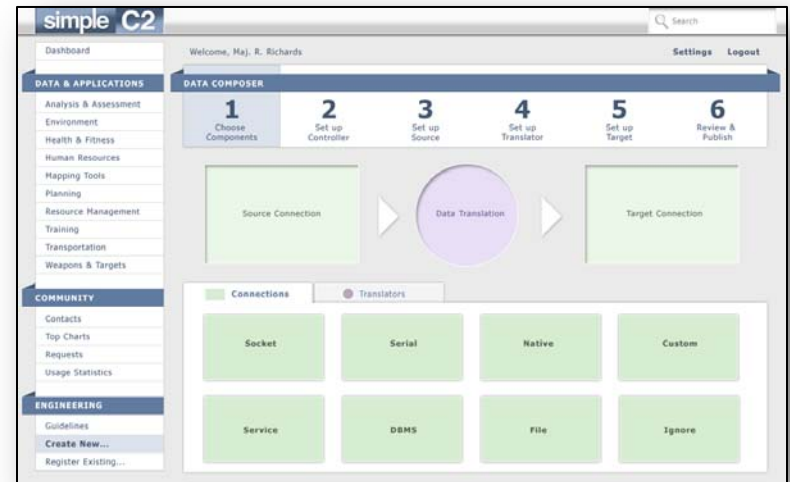 simple C2
Search
Dashboard
Welcome, Maj. R. Richards
Settings Logout
DATA & APPLICATIONS
Analysis & Assessment
Environment
Health & Fitness
Human Resources
Mapping Tools
Planning
Resource Management
Training
Transportation
Weapons & Targets
COMMUNITY
Contacts
Top Charts
Requests
Usage Statistics
ENGINEERING
Guidelines
Create New...
Register Existing...
DATA COMPOSER
1
Choose
Components
2
Set up
Controller
3
Set up
Source
4
Set up
Translator
5
Set up
Target
6
Review &
Publish
Source Connection
Data Translation
Target Connection
Connections
Translators
Socket
Serial
Native
Custom
Service
DBMS
File
Ignore